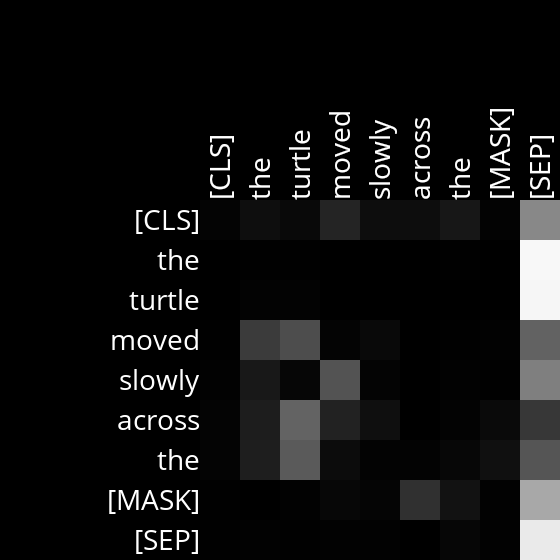 [CLS] the turtle moved slowly across the [MASK] [SEP]
[CLS]
the
turtle
moved
slowly
across
the
[MASK]
[SEP]